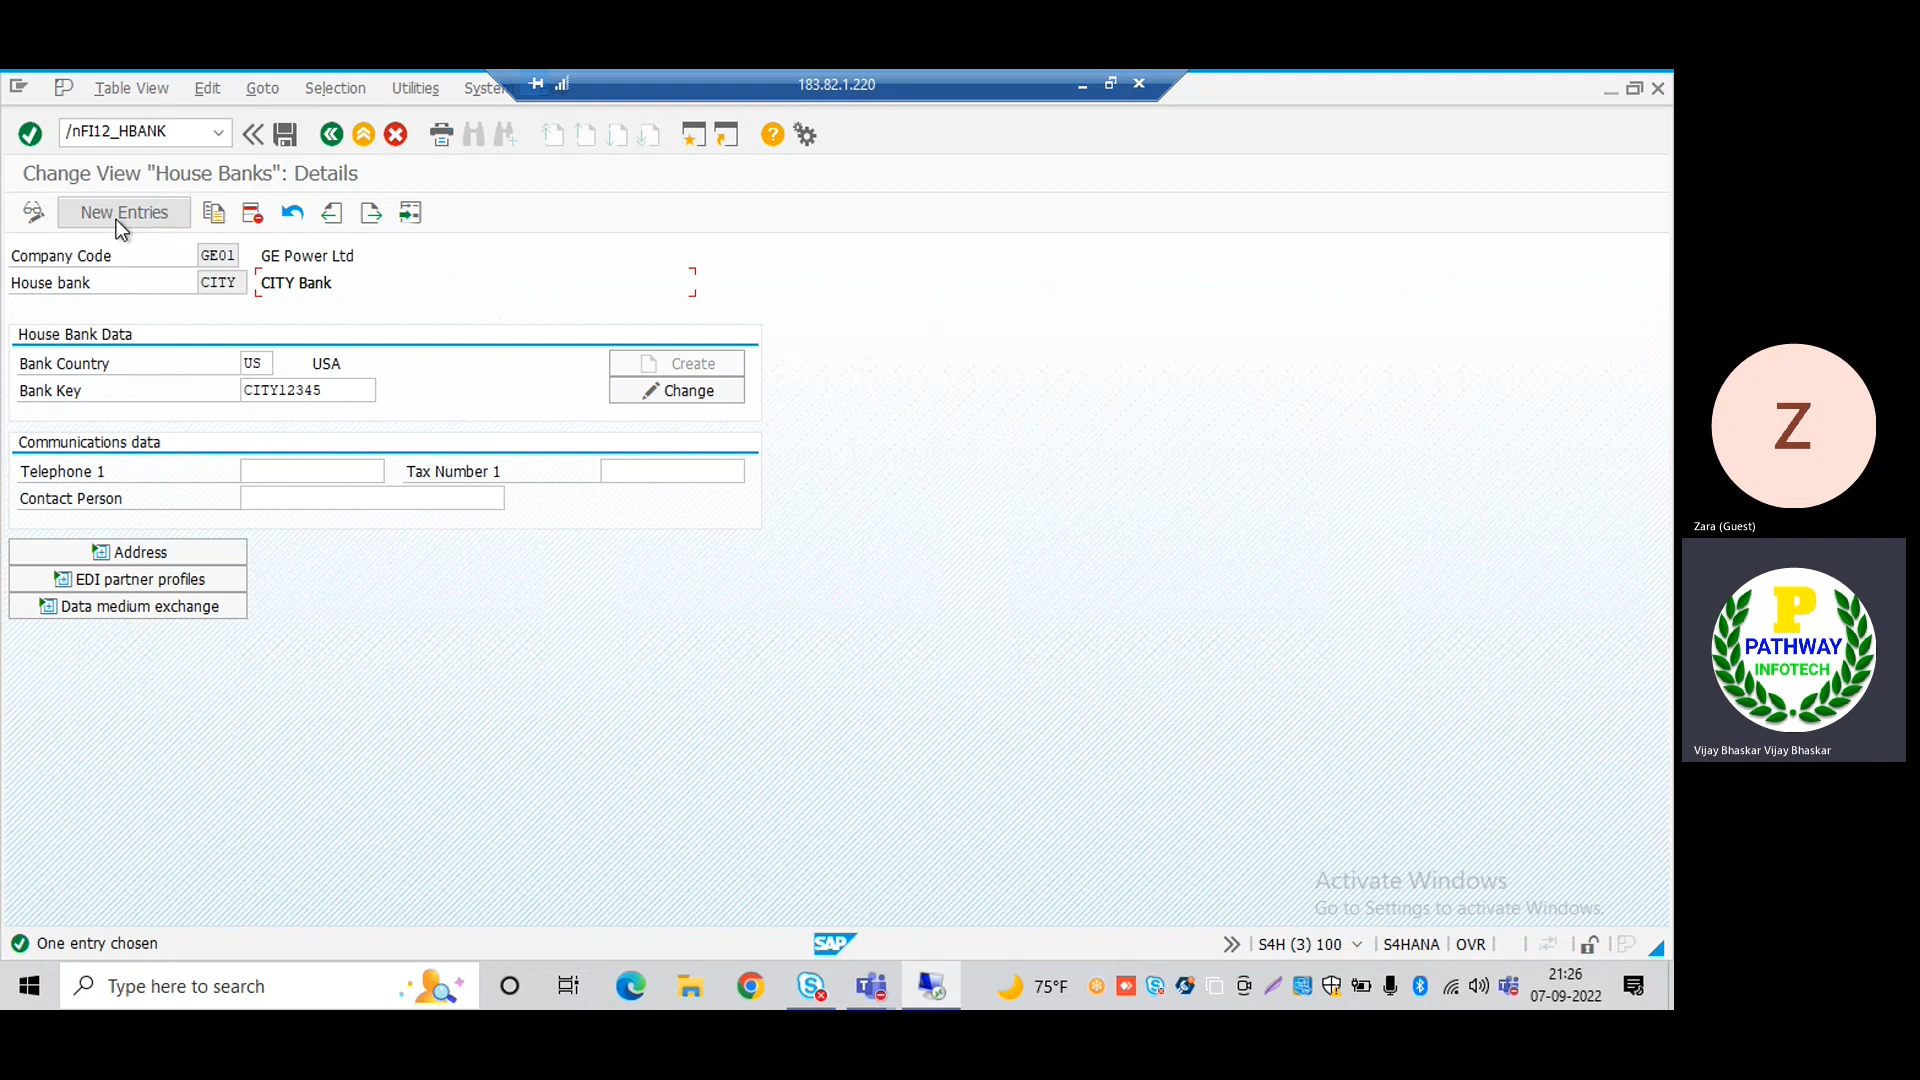 183.82.1.220
Table View Edit Goto Selection Utilities System
/nFI12_HBANK
Change View "House Banks": Details
New Entries
Company Code GE01 GE Power Ltd
House bank CITY CITY Bank
House Bank Data
Bank Country US USA Create
Bank Key CITY12345 Change
Communications data
Telephone 1 Tax Number 1
Contact Person
Address
EDI partner profiles
Data medium exchange
Activate Windows
Go to Settings to activate Windows.
One entry chosen SAP S4H (3) 100 S4HANA OVR
Type here to search 75°F 21:26
07-09-2022
Z
Zara (Guest)
P
PATHWAY
INFOTECH
Vijay Bhaskar Vijay Bhaskar